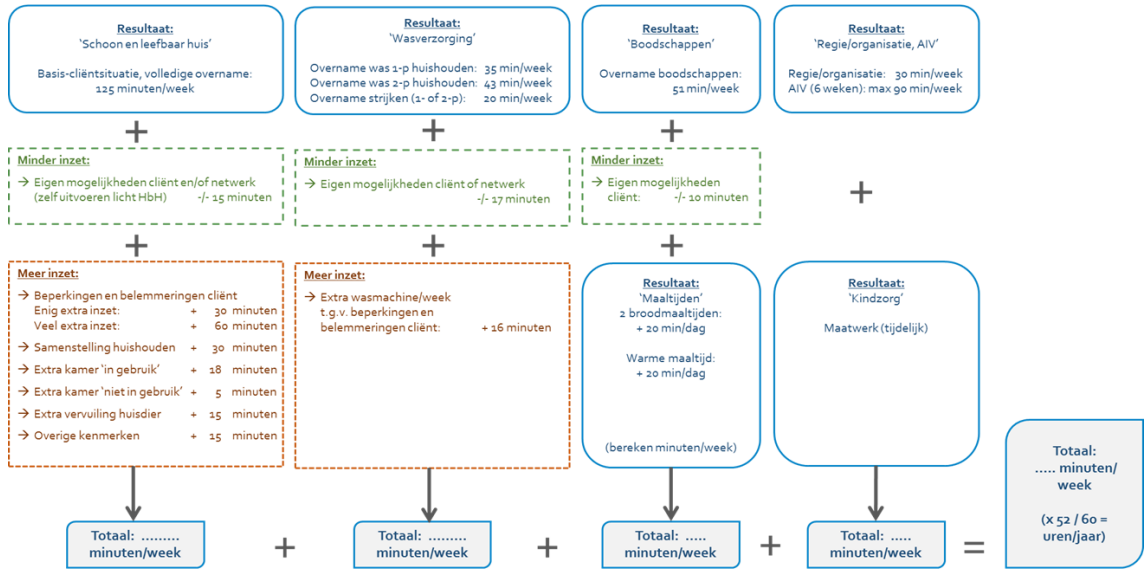 Resultaat:
‘Schoon en leefbaar huis’
Basis-cliëntsituatie, volledige overname:
125 minuten/week
Minder inzet:
→ Eigen mogelijkheden cliënt en/of netwerk
(zelf uitvoeren licht HbH) -/- 15 minuten
Meer inzet:
→ Beperkingen en belemmeringen cliënt
Enig extra inzet: + 30 minuten
Veel extra inzet: + 60 minuten
→ Samenstelling huishouden + 30 minuten
→ Extra kamer ‘in gebruik’ + 18 minuten
→ Extra kamer ‘niet in gebruik’ + 5 minuten
→ Extra vervuiling huisdier + 15 minuten
→ Overige kenmerken + 15 minuten
Totaal: .........
minuten/week
+
+
+
Resultaat:
‘Wasverzorging’
Overname was 1-p huishouden: 35 min/week
Overname was 2-p huishouden: 43 min/week
Overname strijken (1- of 2-p): 20 min/week
+
Minder inzet:
→ Eigen mogelijkheden cliënt of netwerk
-/- 17 minuten
+
Meer inzet:
→ Extra wasmachine/week
t.g.v. beperkingen en
belemmeringen cliënt: + 16 minuten
Totaal: .........
minuten/week
+
Resultaat:
‘Boodschappen’
Overname boodschappen:
51 min/week
+
Minder inzet:
→ Eigen mogelijkheden
cliënt: -/- 10 minuten
+
Resultaat:
‘Maaltijden’
2 broodmaaltijden:
+ 20 min/dag
Warme maaltijd:
+ 20 min/dag
(bereken minuten/week)
Totaal: .....
minuten/week
+
Resultaat:
‘Regie/organisatie, AIV’
Regie/organisatie: 30 min/week
AIV (6 weken): max 90 min/week
+
Resultaat:
‘Kindzorg’
Maatwerk (tijdelijk)
Totaal: .....
minuten/week
=
Totaal:
..... minuten/
week
(x 52 / 60 =
uren/jaar)